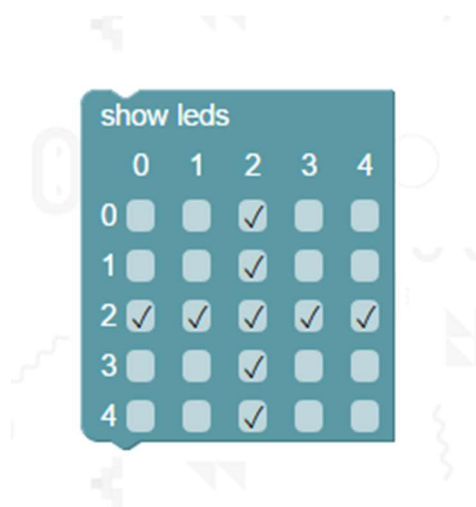 show leds
0 1 2 3 4
0 ✓
1 ✓
2 ✓ ✓ ✓ ✓ ✓
3 ✓
4 ✓